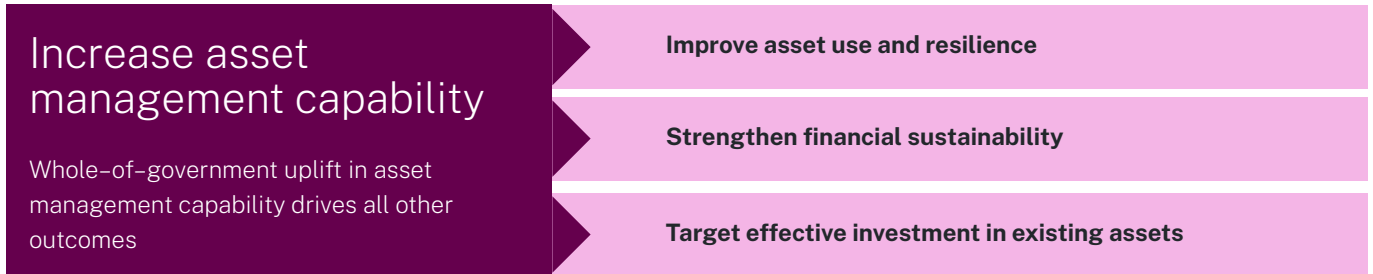 Increase asset
management capability
Whole–of–government uplift in asset
management capability drives all other
outcomes
Improve asset use and resilience
Strengthen financial sustainability
Target effective investment in existing assets